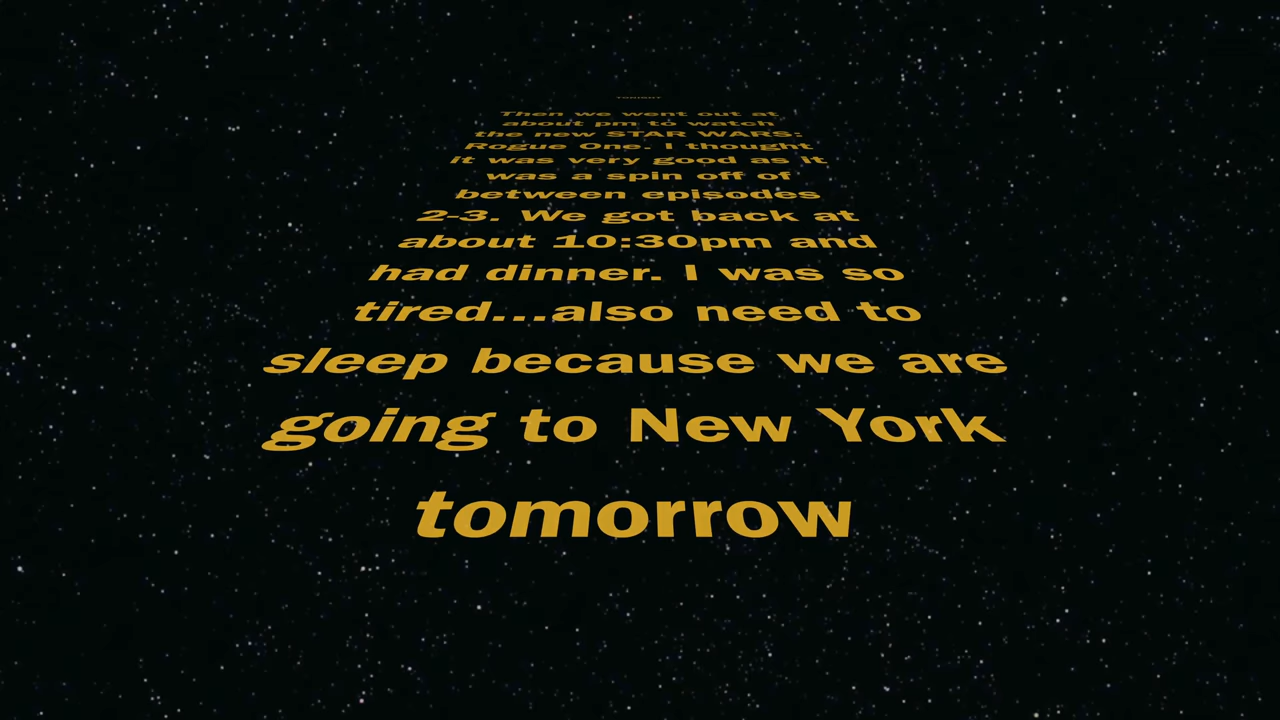 Then we went out at
about pm to watch
the new STAR WARS:
Rogue One. I thought
it was very good as it
was a spin off of
between episodes
2-3. We got back at
about 10:30pm and
had dinner. I was so
tired...also need to
sleep because we are
going to New York
tomorrow